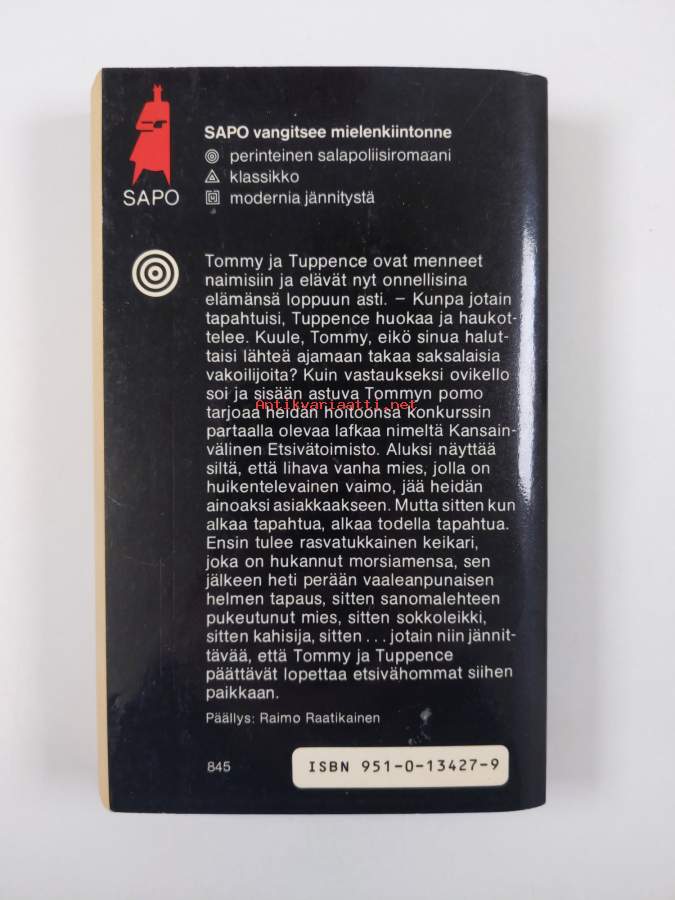 SAPO vangitsee mielenkiintonne
perinteinen salapoliisiromaani
klassikko
modernia jännitystä
SAPO
Tommy ja Tuppence ovat menneet
naimisiin ja elävät nyt onnellisina
elämänsä loppuun asti. – Kunpa jotain
tapahtuisi, Tuppence huokaa ja haukot-
telee. Kuule, Tommy, eikö sinua halut-
taisi lähteä ajamaan takaa saksalaisia
vakoilijoita? Kuin vastaukseksi ovikello
soi ja sisään astuva Tommyn pomo
tarjoaa heidän hoitoonsa konkurssin
Antikvariaatti.net
partaalla olevaa lafkaa nimeltä Kansain-
välinen Etsivätoimisto. Aluksi näyttää
siltä, että lihava vanha mies, jolla on
huikentelevainen vaimo, jää heidän
ainoaksi asiakkaakseen. Mutta sitten kun
alkaa tapahtua, alkaa todella tapahtua.
Ensin tulee rasvatukkainen keikari,
joka on hukannut morsiamensa, sen
jälkeen heti perään vaaleanpunaisen
helmen tapaus, sitten sanomalehteen
pukeutunut mies, sitten sokkoleikki,
sitten kahisija, sitten . . . jotain niin jännit-
tävää, että Tommy ja Tuppence
päättävät lopettaa etsivähommat siihen
paikkaan.
Päällys: Raimo Raatikainen
845
ISBN 951-0-13427-9